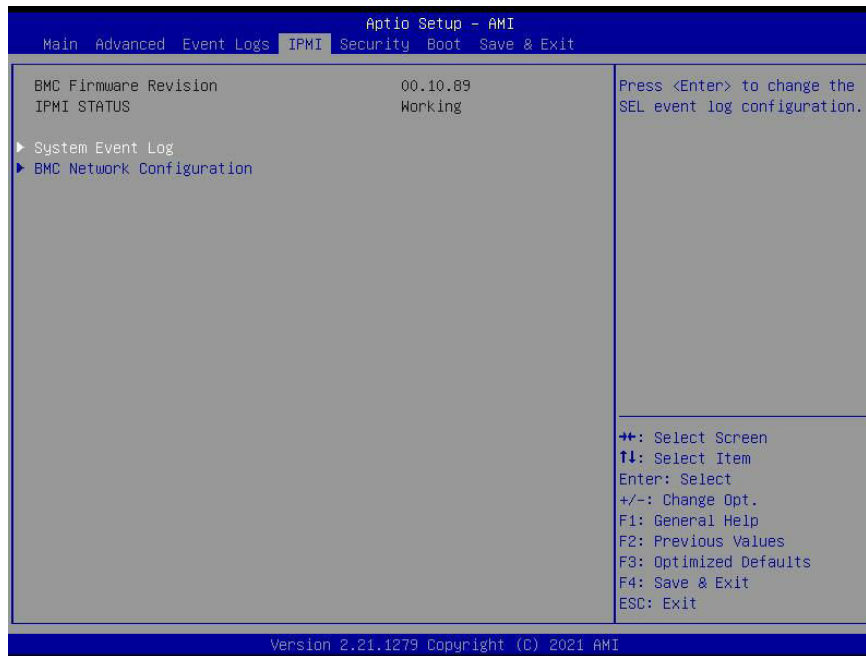 Aptio Setup - AMI
Main Advanced Event Logs IPMI Security Boot Save & Exit
BMC Firmware Revision 00.10.89
IPMI STATUS Working
▶ System Event Log
▶ BMC Network Configuration
Press <Enter> to change the
SEL event log configuration.
→←: Select Screen
↑↓: Select Item
Enter: Select
+/-: Change Opt.
F1: General Help
F2: Previous Values
F3: Optimized Defaults
F4: Save & Exit
ESC: Exit
Version 2.21.1279 Copyright (C) 2021 AMI